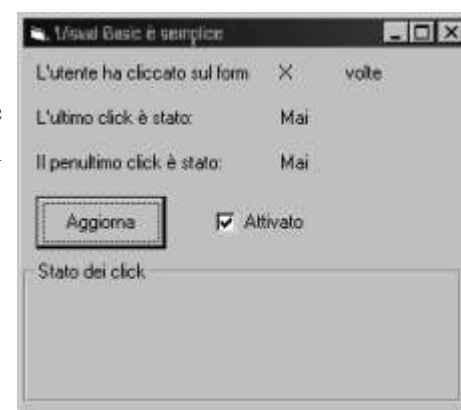 Visual Basic è semplice
L'utente ha cliccato sul form X volte
L'ultimo click è stato: Mai
Il penultimo click è stato: Mai
Aggiorna Attivato
Stato dei click